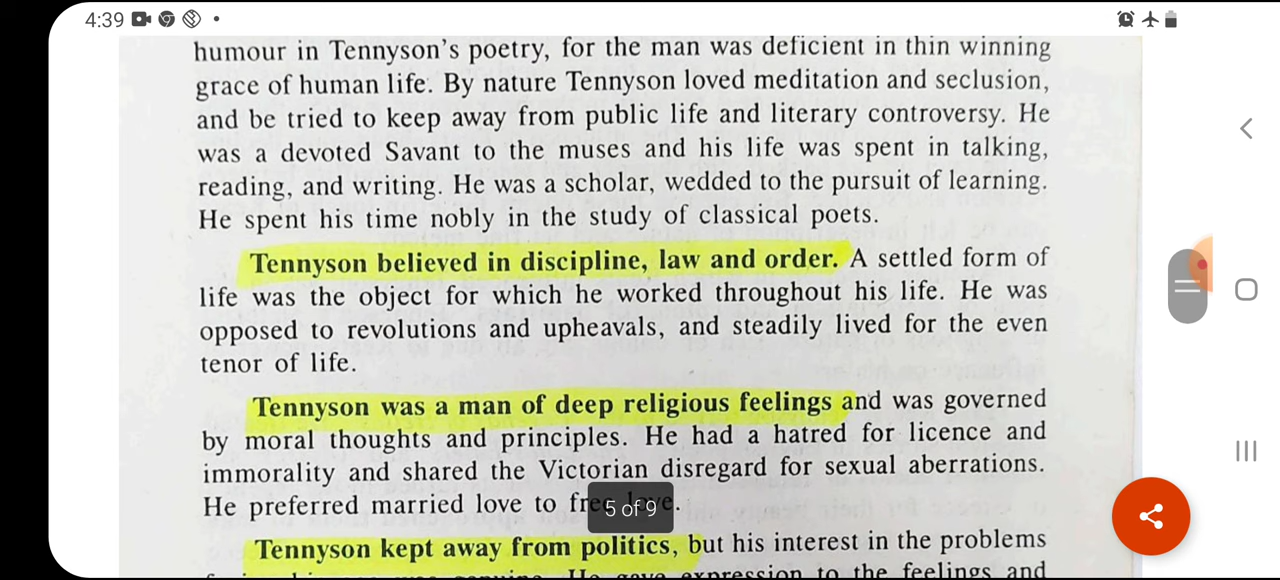 4:39
humour in Tennyson's poetry, for the man was deficient in thin winning
grace of human life. By nature Tennyson loved meditation and seclusion,
and be tried to keep away from public life and literary controversy. He
was a devoted Savant to the muses and his life was spent in talking,
reading, and writing. He was a scholar, wedded to the pursuit of learning.
He spent his time nobly in the study of classical poets.
Tennyson believed in discipline, law and order. A settled form of
life was the object for which he worked throughout his life. He was
opposed to revolutions and upheavals, and steadily lived for the even
tenor of life.
Tennyson was a man of deep religious feelings and was governed
by moral thoughts and principles. He had a hatred for licence and
immorality and shared the Victorian disregard for sexual aberrations.
He preferred married love to free love.
5 of 9
Tennyson kept away from politics, but his interest in the problems
He gave expression to the feelings and